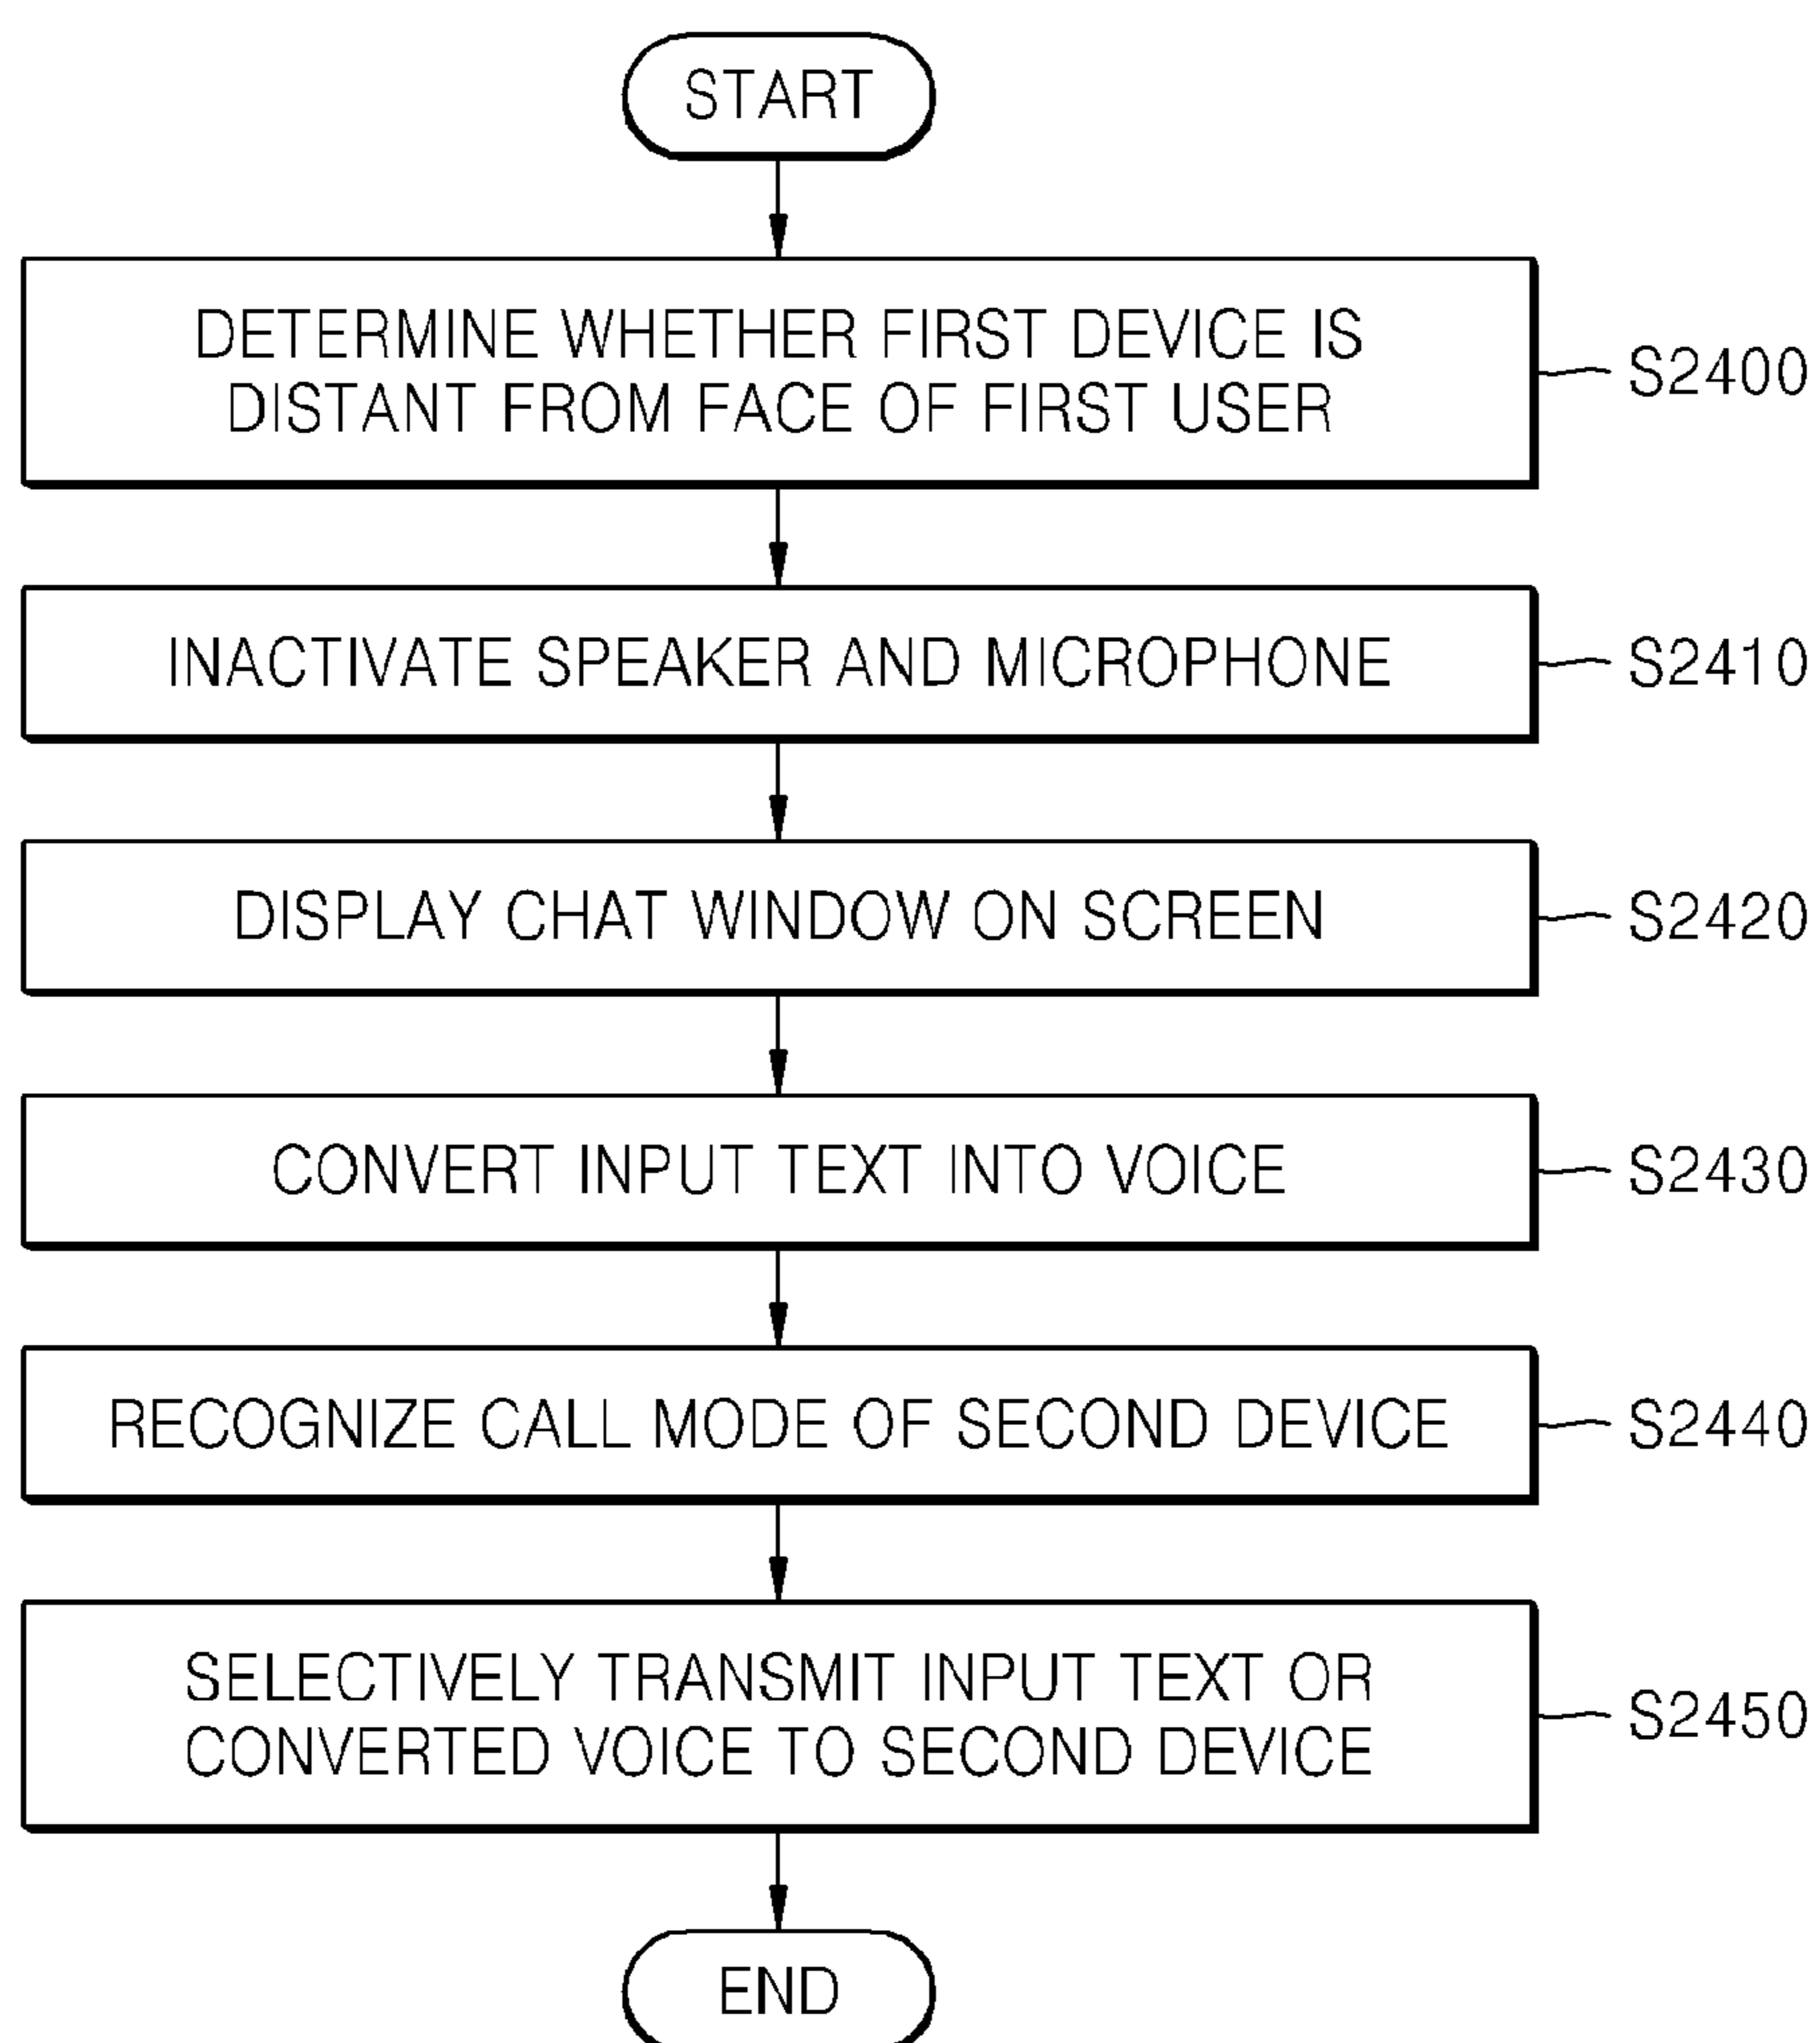 START
DETERMINE WHETHER FIRST DEVICE IS
DISTANT FROM FACE OF FIRST USER
S2400
INACTIVATE SPEAKER AND MICROPHONE
S2410
DISPLAY CHAT WINDOW ON SCREEN
S2420
CONVERT INPUT TEXT INTO VOICE
S2430
RECOGNIZE CALL MODE OF SECOND DEVICE
S2440
SELECTIVELY TRANSMIT INPUT TEXT OR
CONVERTED VOICE TO SECOND DEVICE
S2450
END